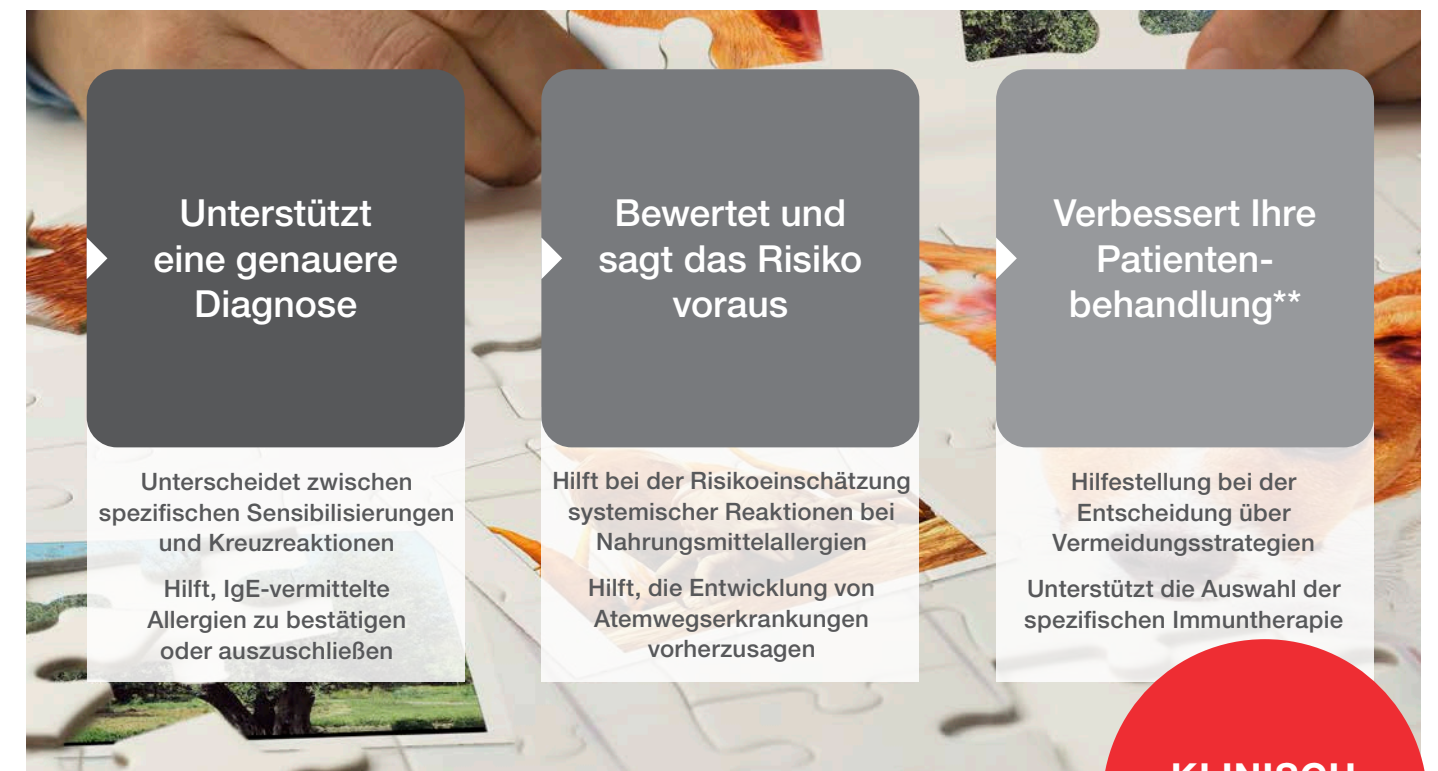 Unterstützt
eine genauere
Diagnose
Unterscheidet zwischen
spezifischen Sensibilisierungen
und Kreuzreaktionen
Hilft, IgE-vermittelte
Allergien zu bestätigen
oder auszuschließen
Bewertet und
sagt das Risiko
voraus
Hilft bei der Risikoeinschätzung
systemischer Reaktionen bei
Nahrungsmittelallergien
Hilft, die Entwicklung von
Atemwegserkrankungen
vorherzusagen
Verbessert Ihre
Patienten-
behandlung**
Hilfestellung bei der
Entscheidung über
Vermeidungsstrategien
Unterstützt die Auswahl der
spezifischen Immuntherapie
KLINISCH